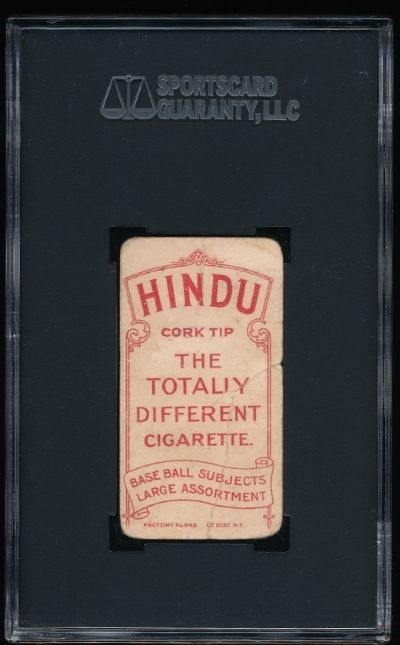 SPORTSCARD
GUARANTY, LLC
HINDU
CORK TIP
THE
TOTALLY
DIFFERENT
CIGARETTE.
BASE BALL SUBJECTS
LARGE ASSORTMENT
FACTORY No. 649. 1ST DIST. N.Y.